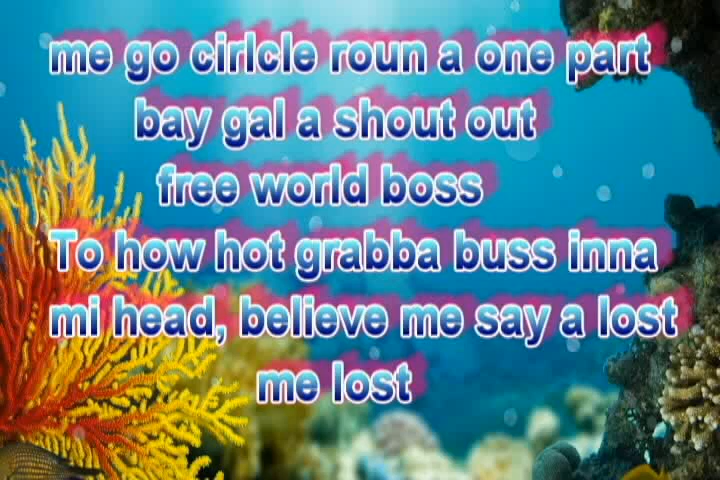 me go cirlcle roun a one part
bay gal a shout out
free world boss
To how hot grabba buss inna
mi head, believe me say a lost
me lost